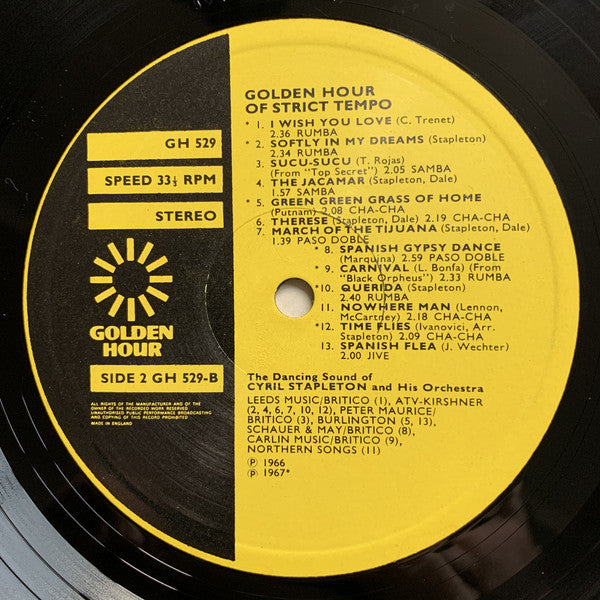 GH 529
SPEED 33⅓ RPM
STEREO
GOLDEN
HOUR
SIDE 2 GH 529-B
ALL RIGHTS OF THE MANUFACTURER AND OF THE
OWNER OF THE RECORDED WORK RESERVED
UNAUTHORISED PUBLIC PERFORMANCE BROADCASTING
AND COPYING OF THIS RECORD PROHIBITED
MADE IN ENGLAND
GOLDEN HOUR
OF STRICT TEMPO
* 1. I WISH YOU LOVE (C. Trenet)
2.36 RUMBA
* 2. SOFTLY IN MY DREAMS (Stapleton)
2.34 RUMBA
3. SUCU-SUCU (T. Rojas)
(From "Top Secret") 2.05 SAMBA
4. THE JACAMAR (Stapleton, Dale)
1.57 SAMBA
* 5. GREEN GREEN GRASS OF HOME
(Putnam) 2.08 CHA-CHA
6. THERESE (Stapleton, Dale) 2.19 CHA-CHA
7. MARCH OF THE TIJUANA (Stapleton, Dale)
1.39 PASO DOBLE
* 8. SPANISH GYPSY DANCE
(Marquina) 2.59 PASO DOBLE
* 9. CARNIVAL (L. Bonfa) (From
"Black Orpheus") 2.33 RUMBA
*10. QUERIDA (Stapleton)
2.40 RUMBA
11. NOWHERE MAN (Lennon,
McCartney) 2.18 CHA-CHA
*12. TIME FLIES (Ivanovici, Arr.
Stapleton) 2.09 CHA-CHA
13. SPANISH FLEA (J. Wechter)
2.00 JIVE
The Dancing Sound of
CYRIL STAPLETON and His Orchestra
LEEDS MUSIC/BRITICO (1), ATV-KIRSHNER
(2, 4, 6, 7, 10, 12), PETER MAURICE/
BRITICO (3), BURLINGTON (5, 13),
SCHAUER & MAY/BRITICO (8),
CARLIN MUSIC/BRITICO (9),
NORTHERN SONGS (11)
℗ 1966
℗ 1967*